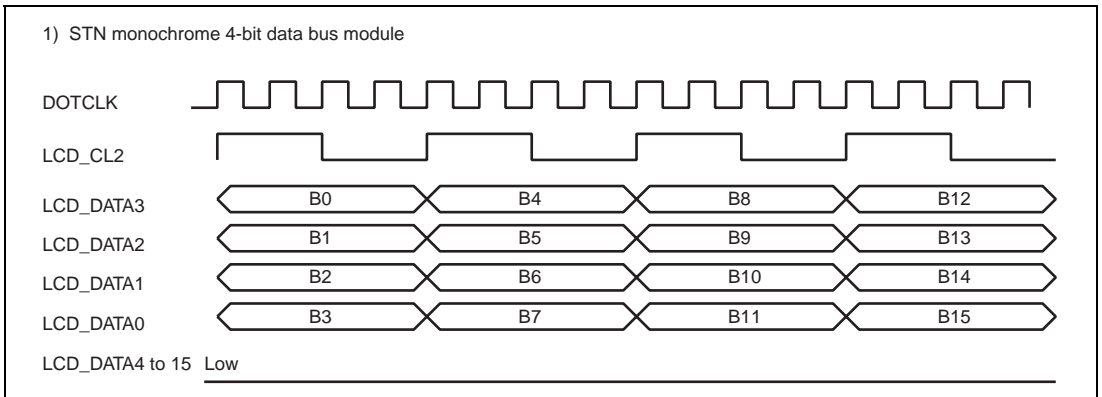 1) STN monochrome 4-bit data bus module
DOTCLK
LCD_CL2
LCD_DATA3 B0 B4 B8 B12
LCD_DATA2 B1 B5 B9 B13
LCD_DATA1 B2 B6 B10 B14
LCD_DATA0 B3 B7 B11 B15
LCD_DATA4 to 15 Low